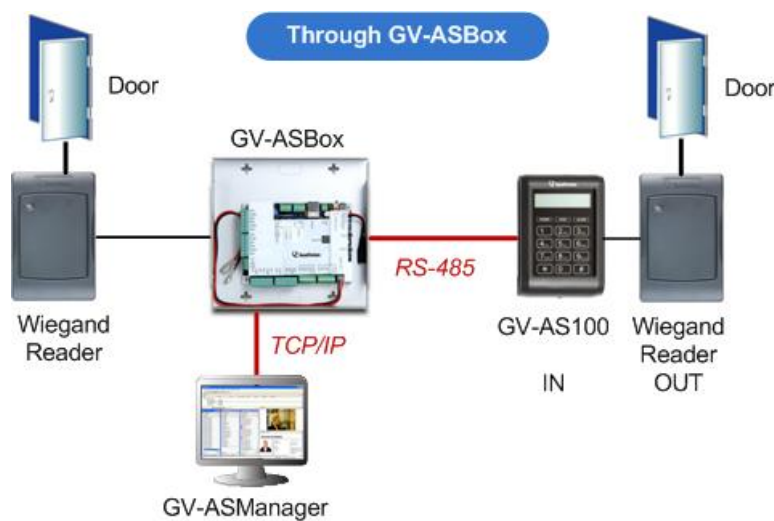 Through GV-ASBox
Door
Door
GV-ASBox
RS-485
Wiegand
Reader
GV-AS100
Wiegand
Reader
TCP/IP
IN
OUT
GV-ASManager